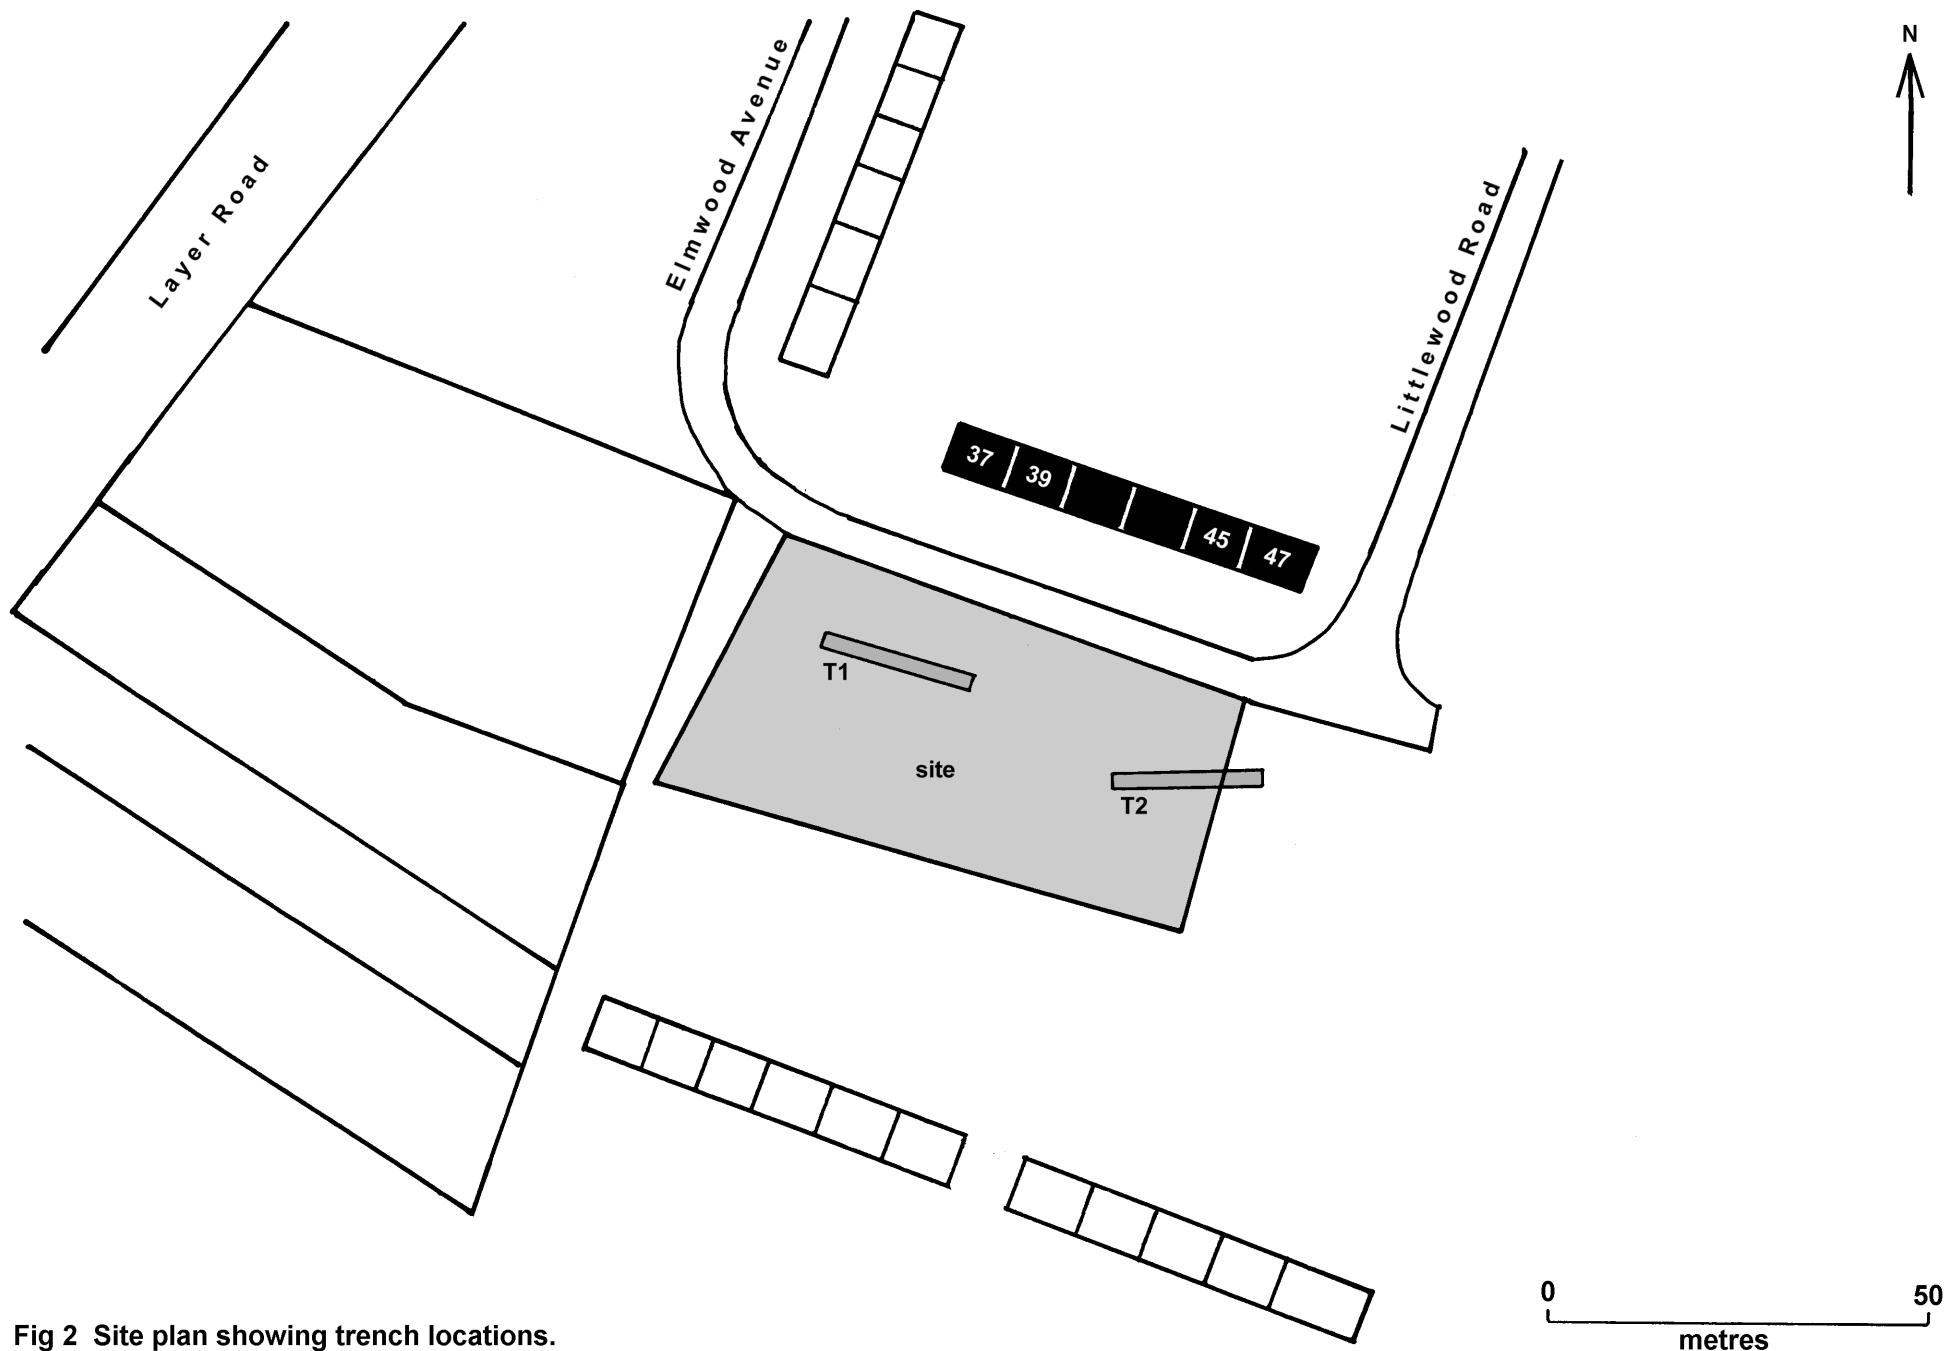 N
Elmwood Avenue
Layer Road
Littlewood Road
37
39
45
47
T1
site
T2
0
50
metres
Fig 2 Site plan showing trench locations.